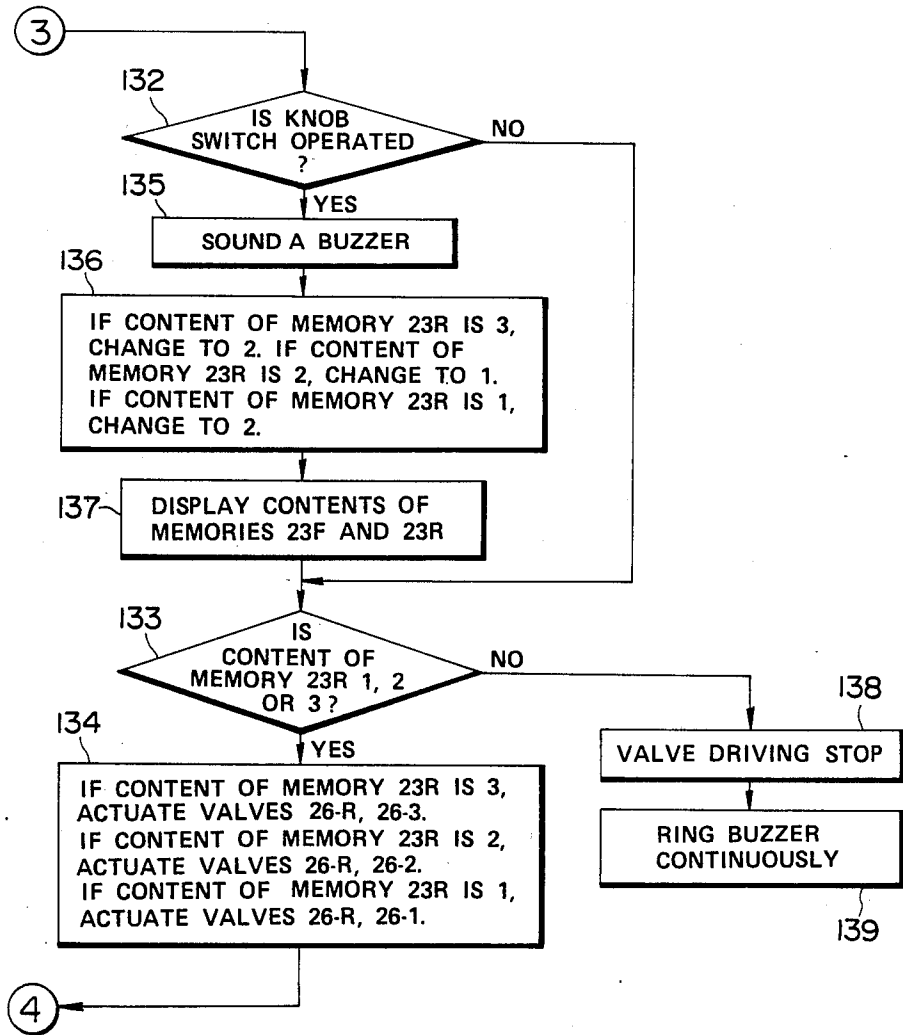 3
132
IS KNOB
SWITCH OPERATED
?
NO
YES
135
SOUND A BUZZER
136
IF CONTENT OF MEMORY 23R IS 3,
CHANGE TO 2. IF CONTENT OF
MEMORY 23R IS 2, CHANGE TO 1.
IF CONTENT OF MEMORY 23R IS 1,
CHANGE TO 2.
137
DISPLAY CONTENTS OF
MEMORIES 23F AND 23R
133
IS
CONTENT OF
MEMORY 23R 1, 2
OR 3?
NO
YES
138
VALVE DRIVING STOP
134
IF CONTENT OF MEMORY 23R IS 3,
ACTUATE VALVES 26-R, 26-3.
IF CONTENT OF MEMORY 23R IS 2,
ACTUATE VALVES 26-R, 26-2.
IF CONTENT OF MEMORY 23R IS 1,
ACTUATE VALVES 26-R, 26-1.
RING BUZZER
CONTINUOUSLY
139
4